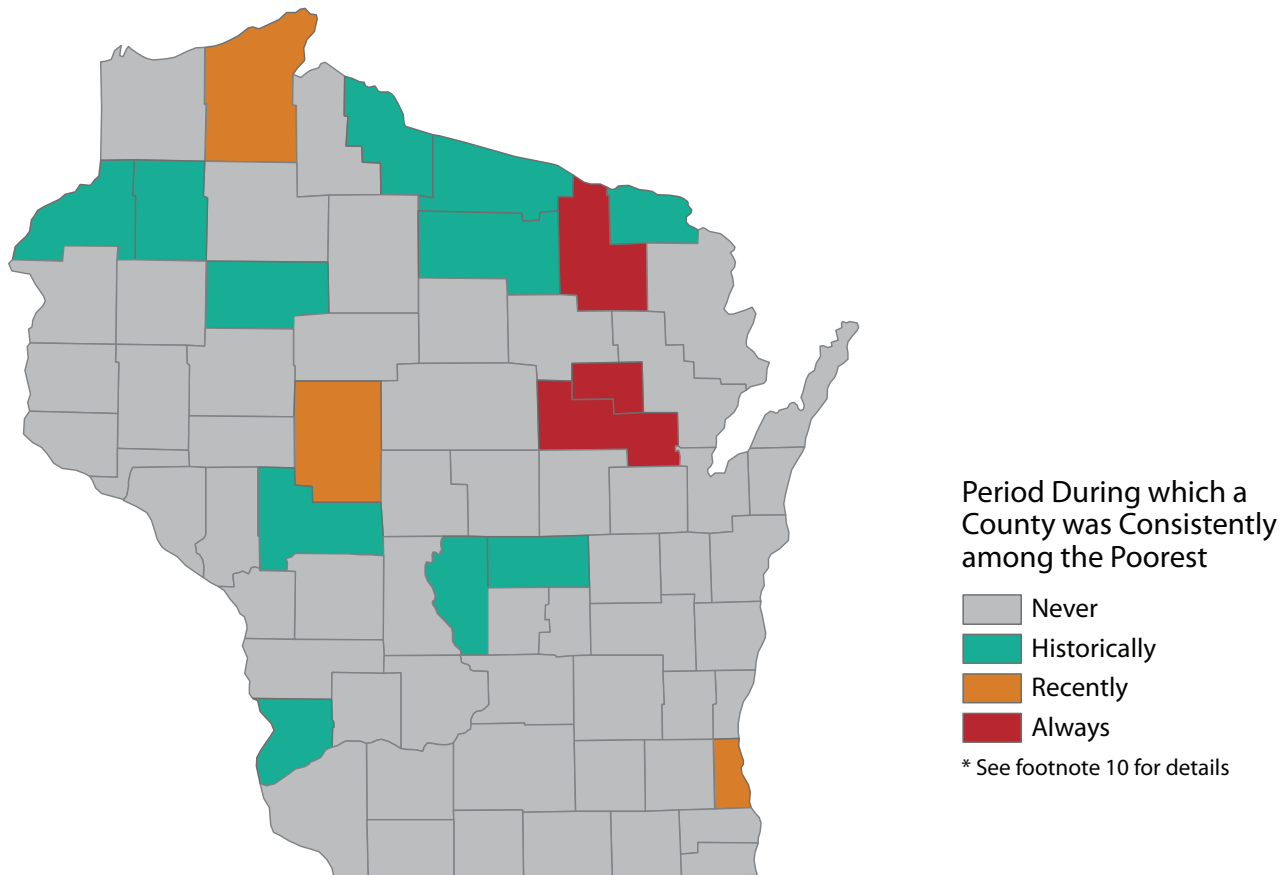 Period During which a
County was Consistently
among the Poorest
Never
Historically
Recently
Always
* See footnote 10 for details